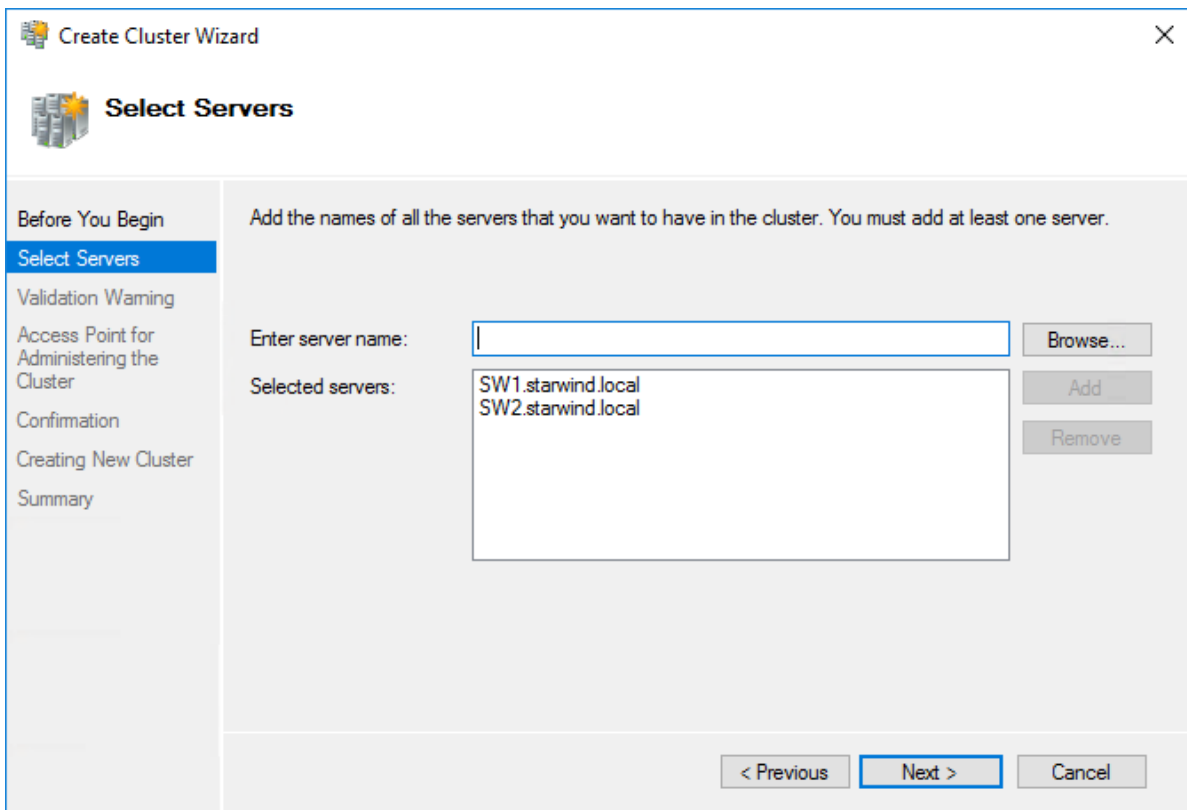 Create Cluster Wizard
Select Servers
Before You Begin
Select Servers
Validation Warning
Access Point for
Administering the
Cluster
Confirmation
Creating New Cluster
Summary
Add the names of all the servers that you want to have in the cluster. You must add at least one server.
Enter server name:
Browse...
Selected servers:
SW1.starwind.local
SW2.starwind.local
Add
Remove
< Previous
Next >
Cancel